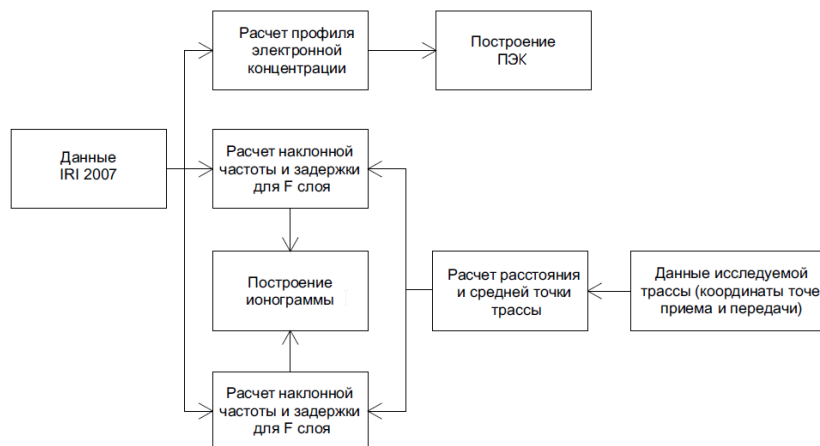 Расчет профиля
электронной
концентрации
Построение
ПЭК
Данные
IRI 2007
Расчет наклонной
частоты и задержки
для F слоя
Построение
ионограммы
Расчет расстояния
и средней точки
трассы
Данные исследуемой
трассы (координаты точе
приема и передачи)
Расчет наклонной
частоты и задержки
для F слоя